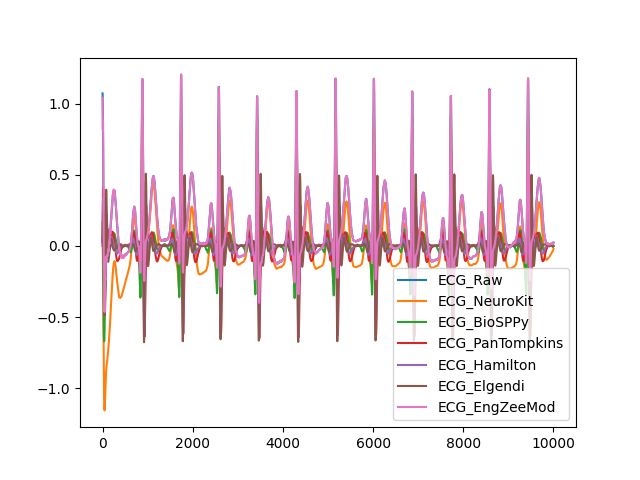 1.0
0.5
0.0
−0.5
−1.0
ECG_Raw
ECG_NeuroKit
ECG_BioSPPy
ECG_PanTompkins
ECG_Hamilton
ECG_Elgendi
ECG_EngZeeMod
0 2000 4000 6000 8000 10000